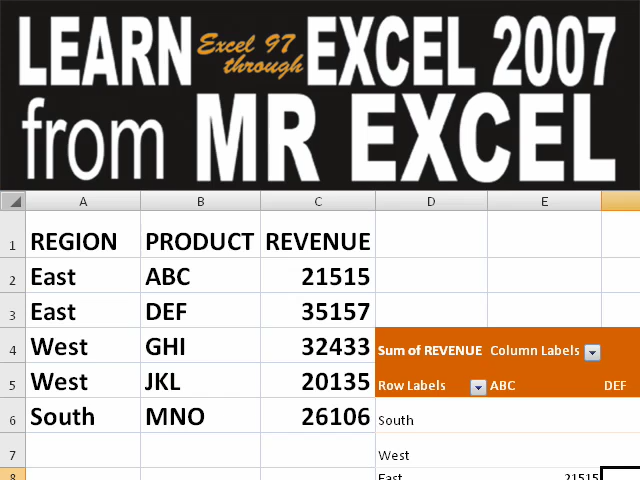 LEARN Excel 97 through EXCEL 2007
from MR EXCEL
A B C D E
1 REGION PRODUCT REVENUE
2 East ABC 21515
3 East DEF 35157
4 West GHI 32433 Sum of REVENUE Column Labels
5 West JKL 20135 Row Labels ABC DEF
6 South MNO 26106 South
7 West
8 East 21515